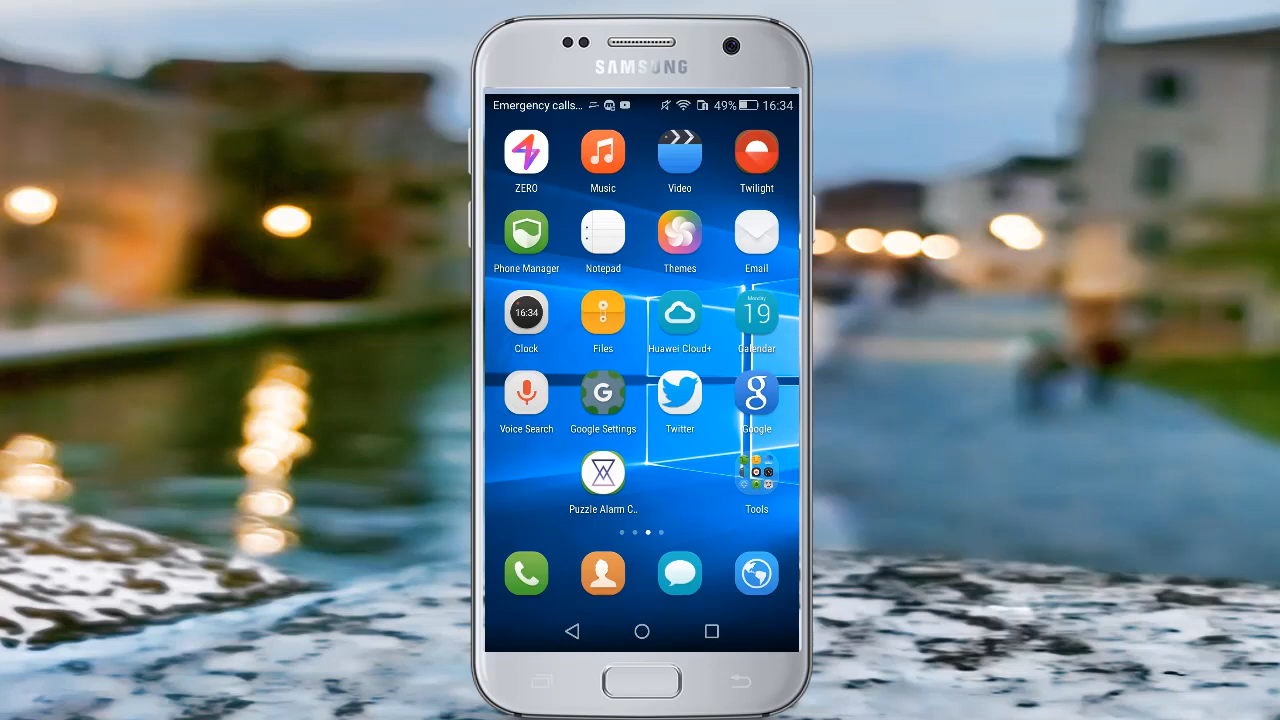 SAMSUNG
Emergency calls... 49% 16:34
ZERO Music Video Twilight
Phone Manager Notepad Themes Email
16:34 Monday 19
Clock Files Huawei Cloud+ Calendar
G g
Voice Search Google Settings Twitter Google
Puzzle Alarm C.. Tools